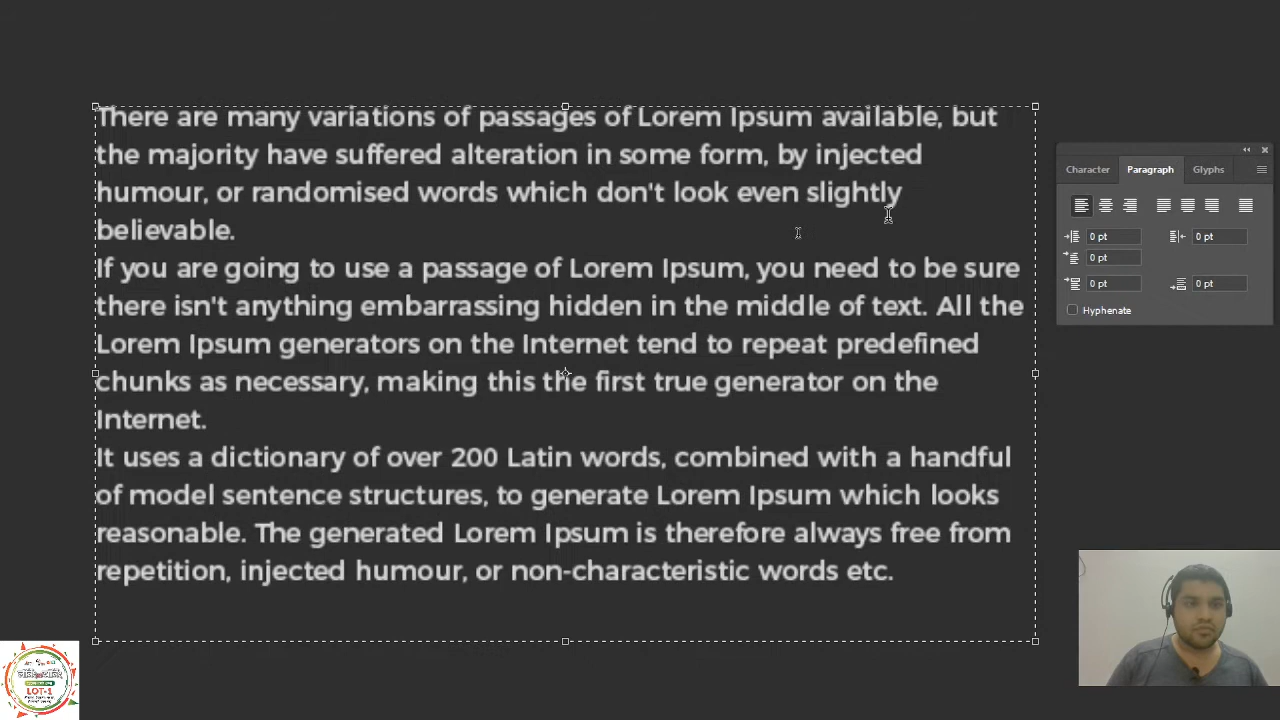 There are many variations of passages of Lorem Ipsum available, but
the majority have suffered alteration in some form, by injected
humour, or randomised words which don't look even slightly
believable.
If you are going to use a passage of Lorem Ipsum, you need to be sure
there isn't anything embarrassing hidden in the middle of text. All the
Lorem Ipsum generators on the Internet tend to repeat predefined
chunks as necessary, making this the first true generator on the
Internet.
It uses a dictionary of over 200 Latin words, combined with a handful
of model sentence structures, to generate Lorem Ipsum which looks
reasonable. The generated Lorem Ipsum is therefore always free from
repetition, injected humour, or non-characteristic words etc.
Character Paragraph Glyphs
0 pt 0 pt
0 pt
0 pt 0 pt
Hyphenate
LOT-1